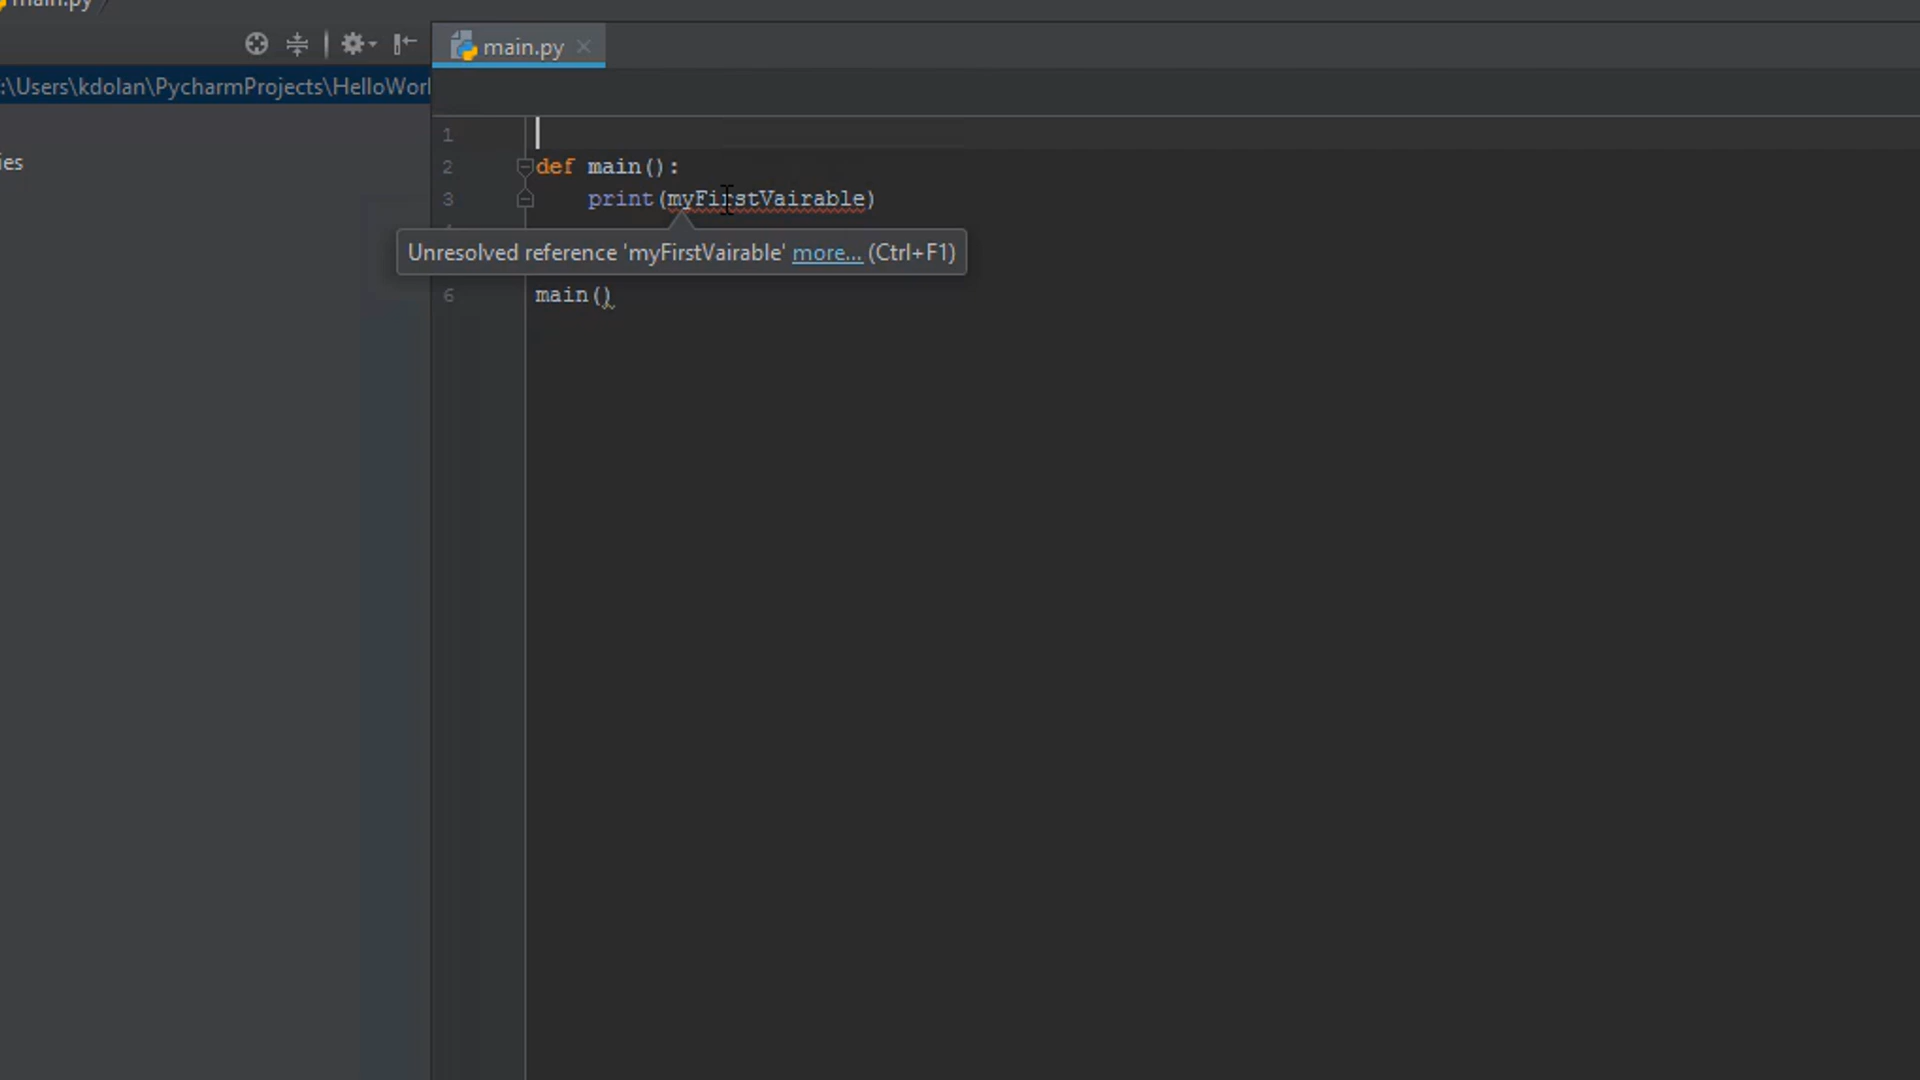 main.py
main.py
:\Users\kdolan\PycharmProjects\HelloWorl
ies
1
2 def main():
3 print(myFirstVairable)
Unresolved reference 'myFirstVairable' more... (Ctrl+F1)
6 main()